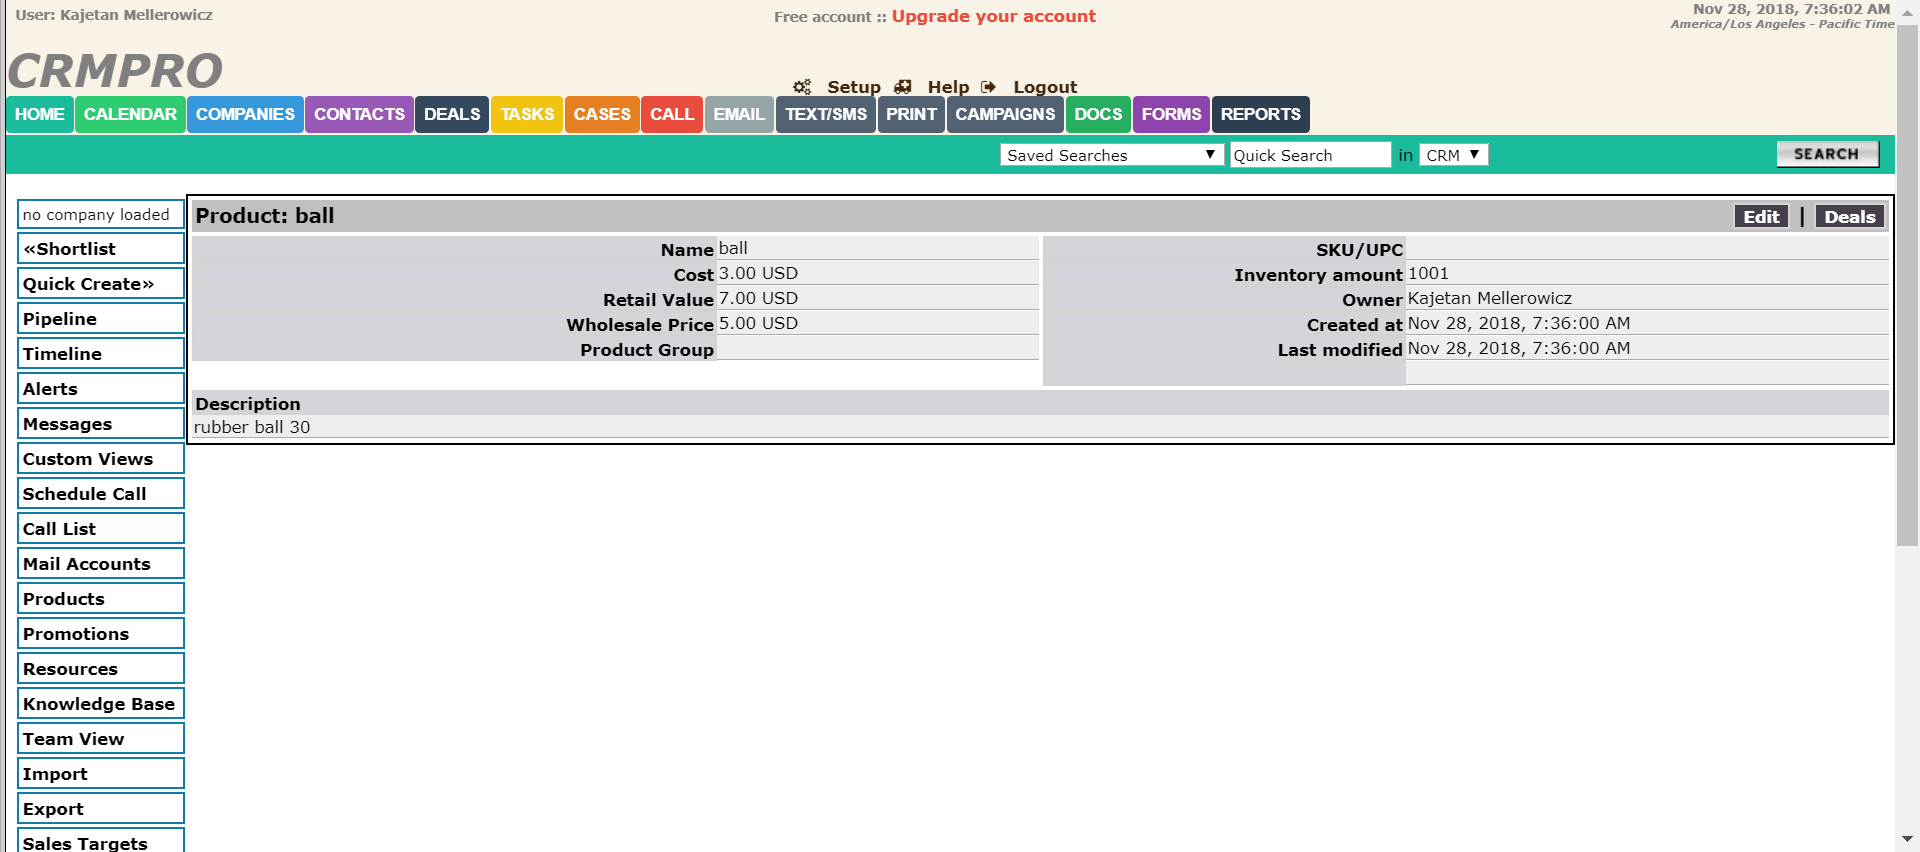 User: Kajetan Mellerowicz
Free account :: Upgrade your account
Nov 28, 2018, 7:36:02 AM
America/Los Angeles - Pacific Time
CRMPRO
Setup Help Logout
HOME CALENDAR COMPANIES CONTACTS DEALS TASKS CASES CALL EMAIL TEXT/SMS PRINT CAMPAIGNS DOCS FORMS REPORTS
Saved Searches Quick Search in CRM SEARCH
no company loaded
«Shortlist
Quick Create»
Pipeline
Timeline
Alerts
Messages
Custom Views
Schedule Call
Call List
Mail Accounts
Products
Promotions
Resources
Knowledge Base
Team View
Import
Export
Sales Targets
Product: ball
Edit | Deals
Name ball
Cost 3.00 USD
Retail Value 7.00 USD
Wholesale Price 5.00 USD
Product Group
SKU/UPC
Inventory amount 1001
Owner Kajetan Mellerowicz
Created at Nov 28, 2018, 7:36:00 AM
Last modified Nov 28, 2018, 7:36:00 AM
Description
rubber ball 30